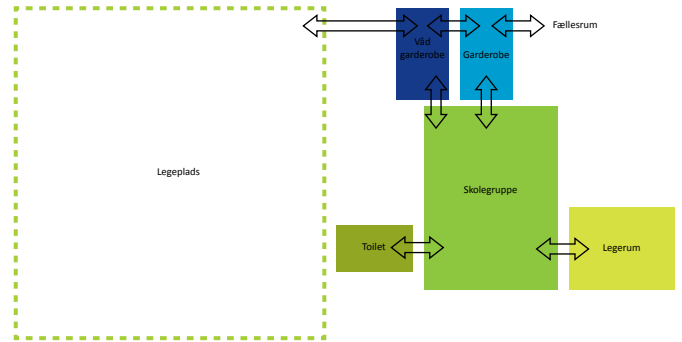 Fællesrum
Våd
garderobe
Garderobe
Legeplads
Skolegruppe
Toilet
Legerum